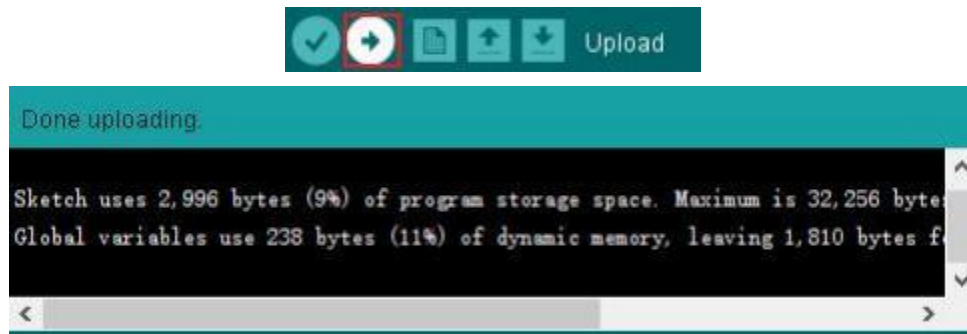 Upload
Done uploading.
Sketch uses 2,996 bytes (9%) of program storage space. Maximum is 32,256 byte
Global variables use 238 bytes (11%) of dynamic memory, leaving 1,810 bytes f